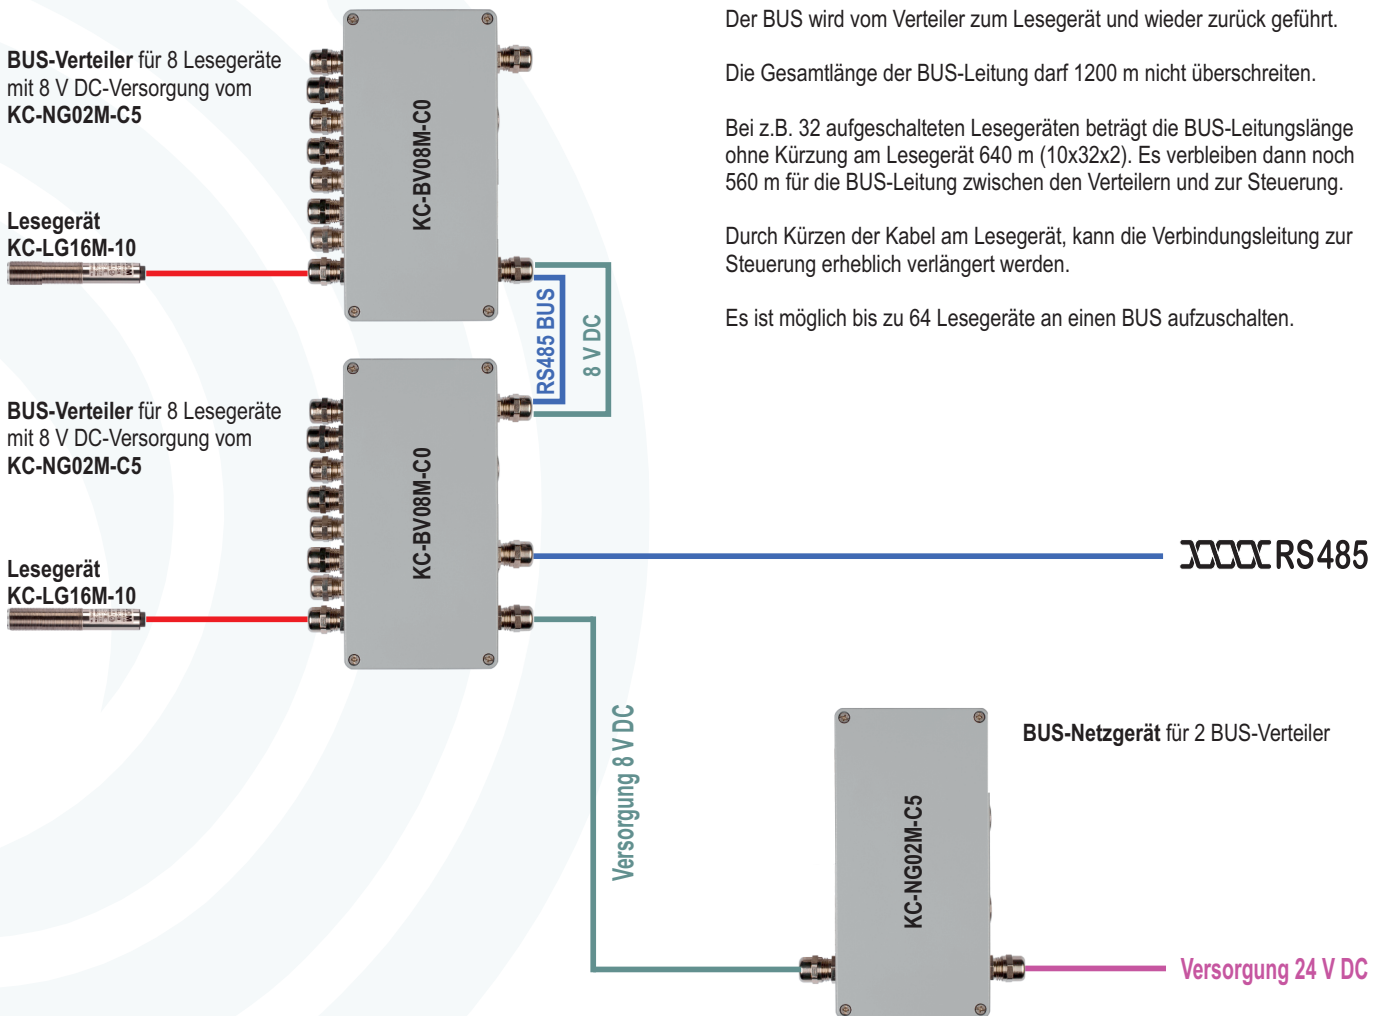 BUS-Verteiler für 8 Lesegeräte
mit 8 V DC-Versorgung vom
KC-NG02M-C5
Lesegerät
KC-LG16M-10
KC-BV08M-C0
RS485 BUS
8 V DC
Der BUS wird vom Verteiler zum Lesegerät und wieder zurück geführt.
Die Gesamtlänge der BUS-Leitung darf 1200 m nicht überschreiten.
Bei z.B. 32 aufgeschalteten Lesegeräten beträgt die BUS-Leitungslänge
ohne Kürzung am Lesegerät 640 m (10x32x2). Es verbleiben dann noch
560 m für die BUS-Leitung zwischen den Verteilern und zur Steuerung.
Durch Kürzen der Kabel am Lesegerät, kann die Verbindungsleitung zur
Steuerung erheblich verlängert werden.
Es ist möglich bis zu 64 Lesegeräte an einen BUS aufzuschalten.
BUS-Verteiler für 8 Lesegeräte
mit 8 V DC-Versorgung vom
KC-NG02M-C5
Lesegerät
KC-LG16M-10
KC-BV08M-C0
RS485
Versorgung 8 V DC
BUS-Netzgerät für 2 BUS-Verteiler
KC-NG02M-C5
Versorgung 24 V DC